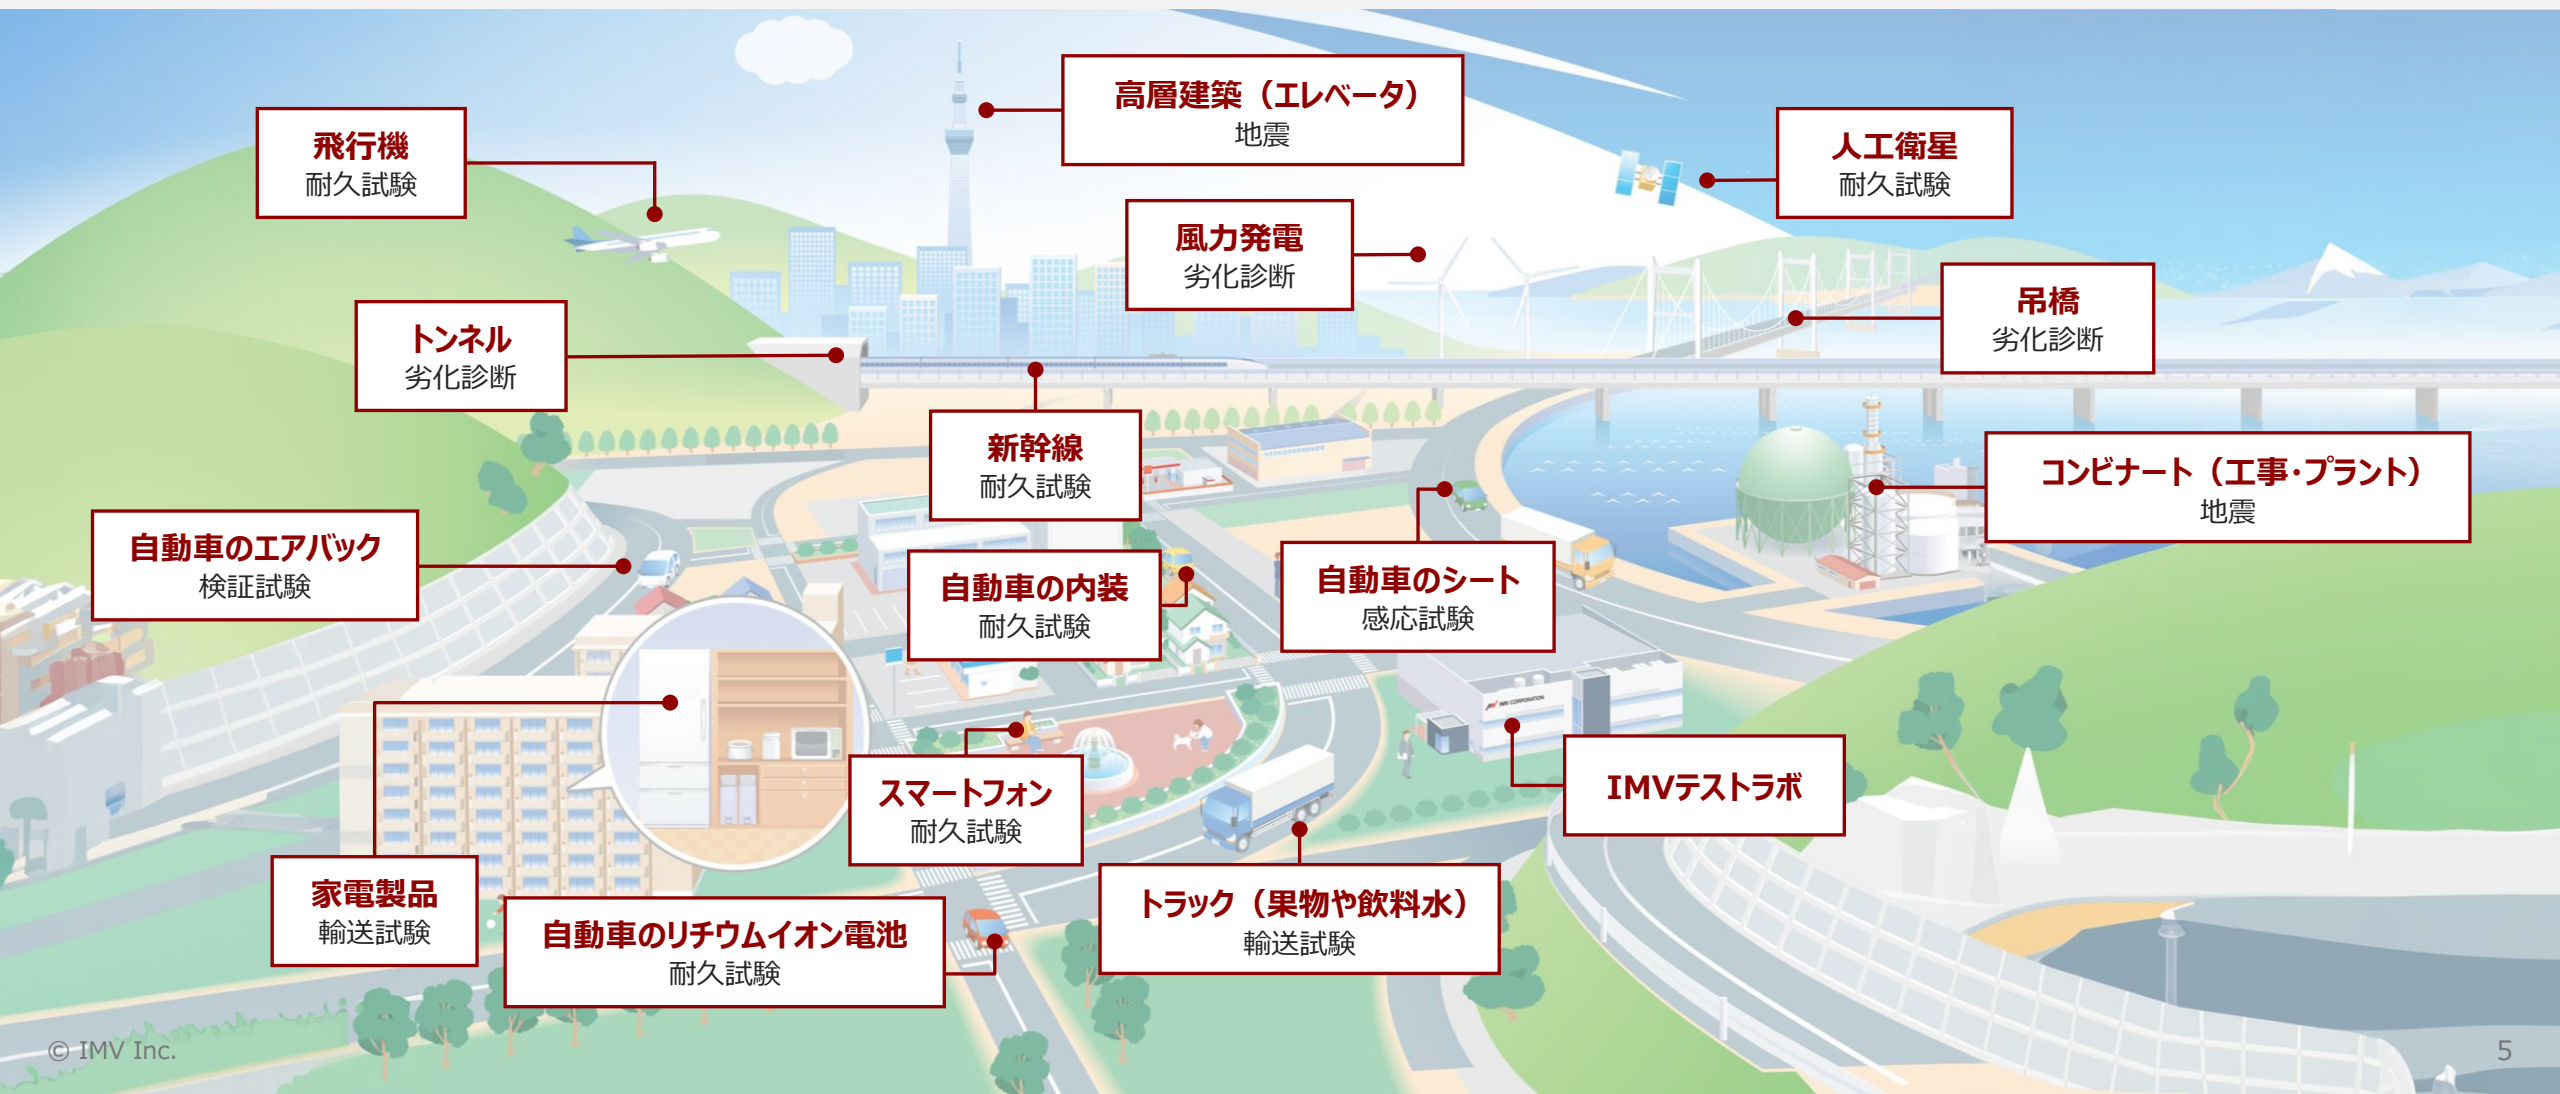 高層建築（エレベータ）
地震
飛行機
耐久試験
人工衛星
耐久試験
風力発電
劣化診断
吊橋
劣化診断
トンネル
劣化診断
新幹線
耐久試験
コンビナート（工事・プラント）
地震
自動車のエアバック
検証試験
自動車の内装
耐久試験
自動車のシート
感応試験
IMV CORPORATION
スマートフォン
耐久試験
IMVテストラボ
家電製品
輸送試験
自動車のリチウムイオン電池
耐久試験
トラック（果物や飲料水）
輸送試験
© IMV Inc.
5